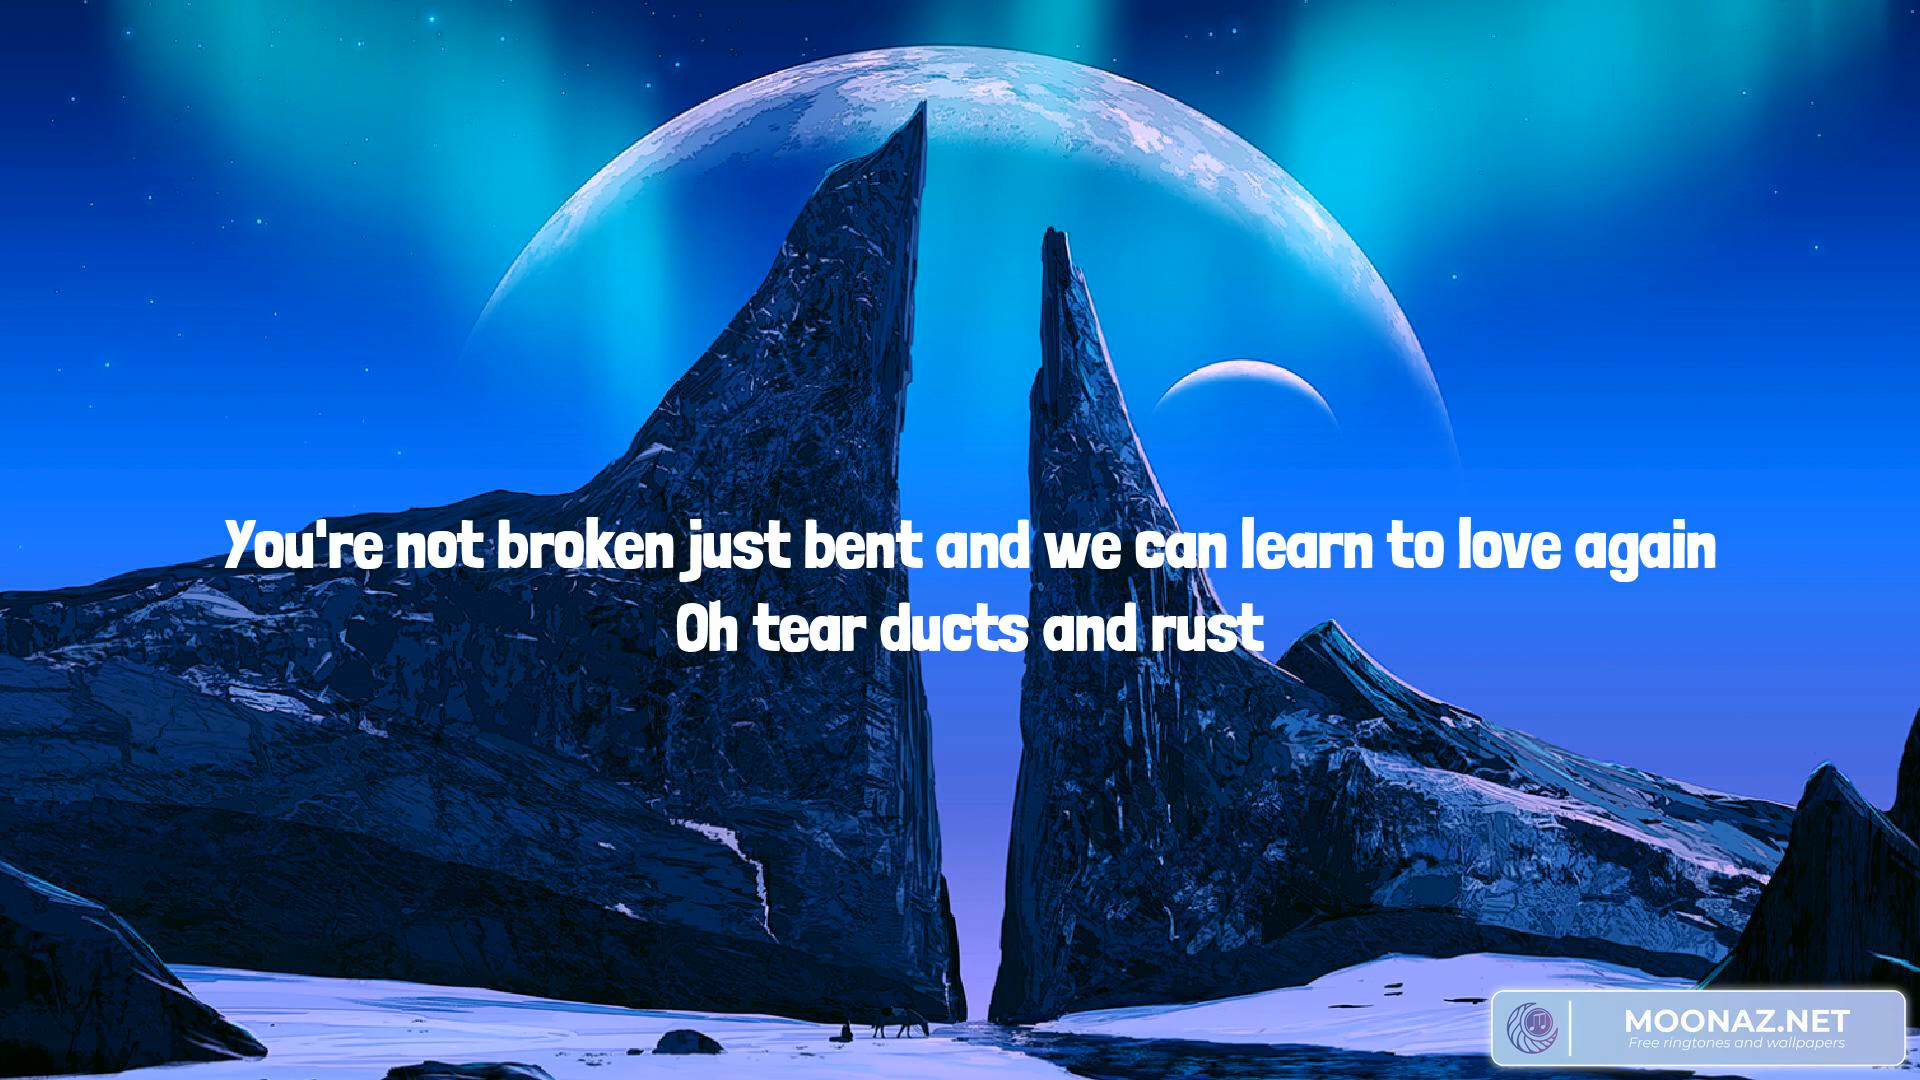 You're not broken just bent and we can learn to love again
Oh tear ducts and rust
MOONAZ.NET
Free ringtones and wallpapers